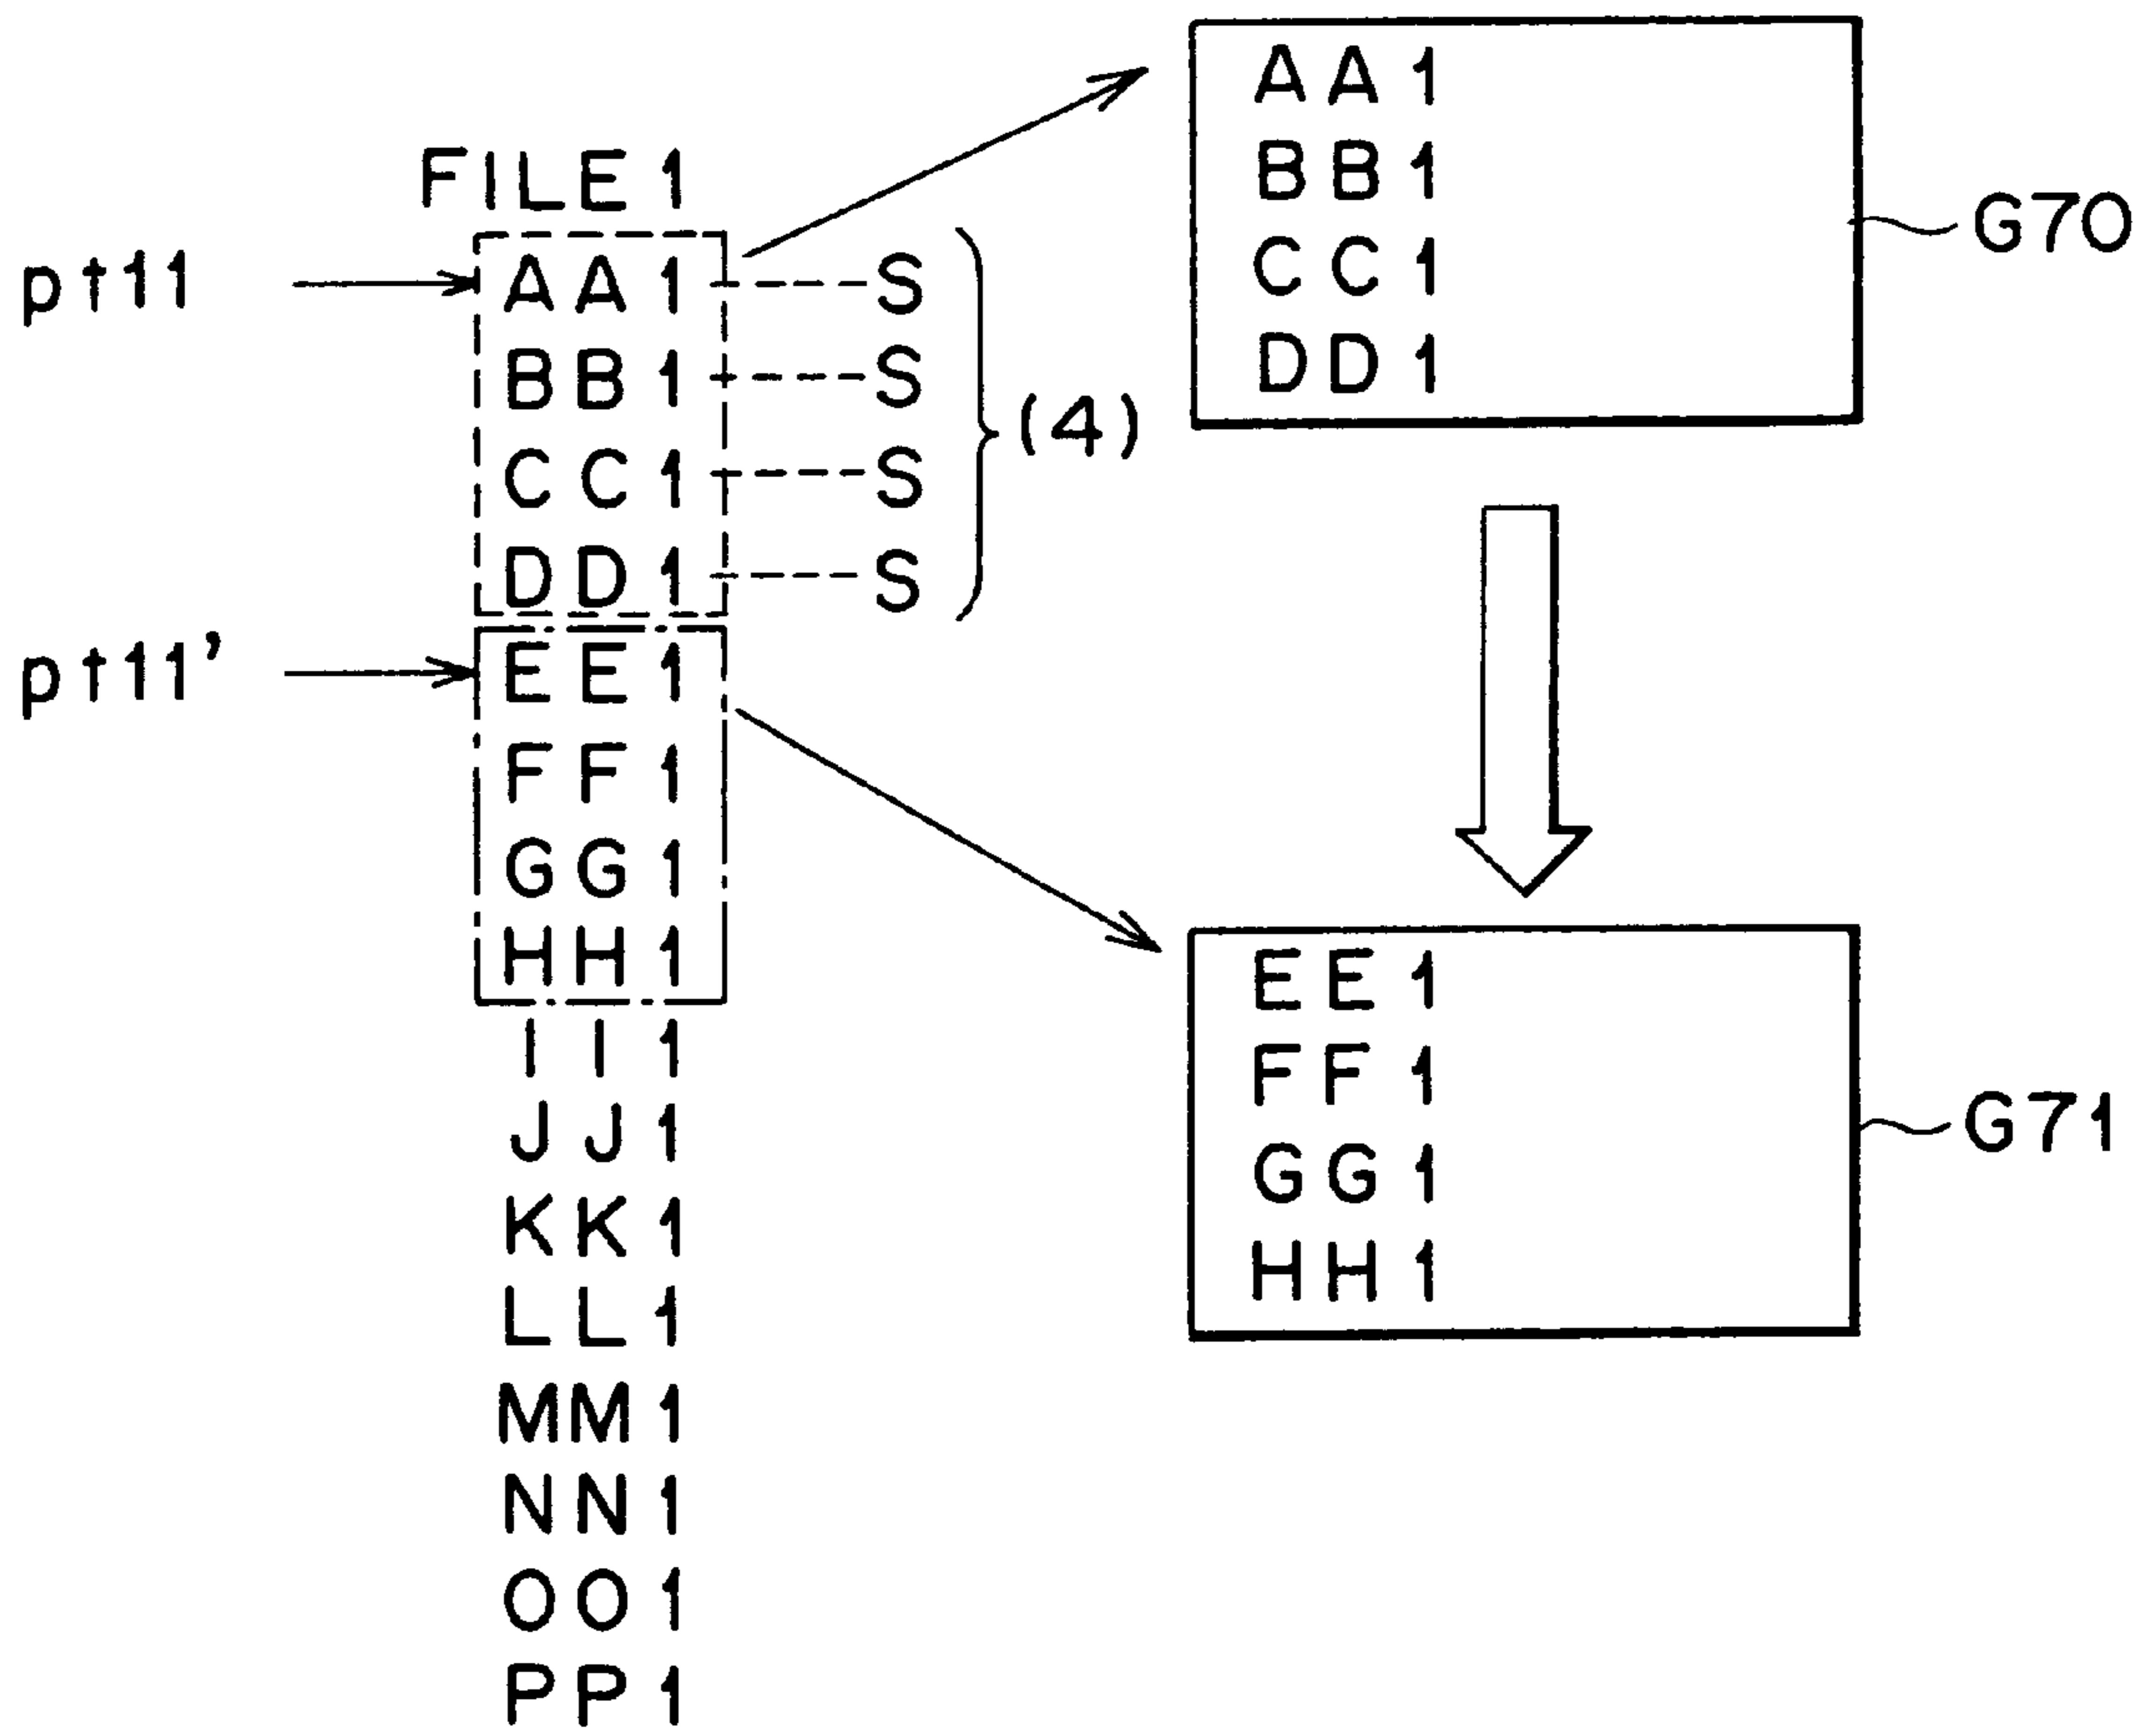 FILE1
pt11 AA1 S
BB1 S
CC1 S
DD1 S
(4)
pt11' EE1
FF1
GG1
HH1
II1
JJ1
KK1
LL1
MM1
NN1
OO1
PP1
AA1
BB1
CC1
DD1
G70
EE1
FF1
GG1
HH1
G71